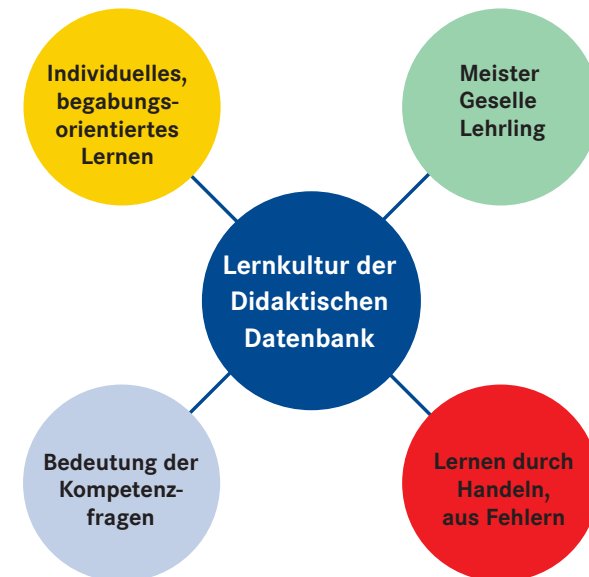 Individuelles,
begabungs-
orientiertes
Lernen
Meister
Geselle
Lehrling
Lernkultur der
Didaktischen
Datenbank
Bedeutung der
Kompetenz-
fragen
Lernen durch
Handeln,
aus Fehlern